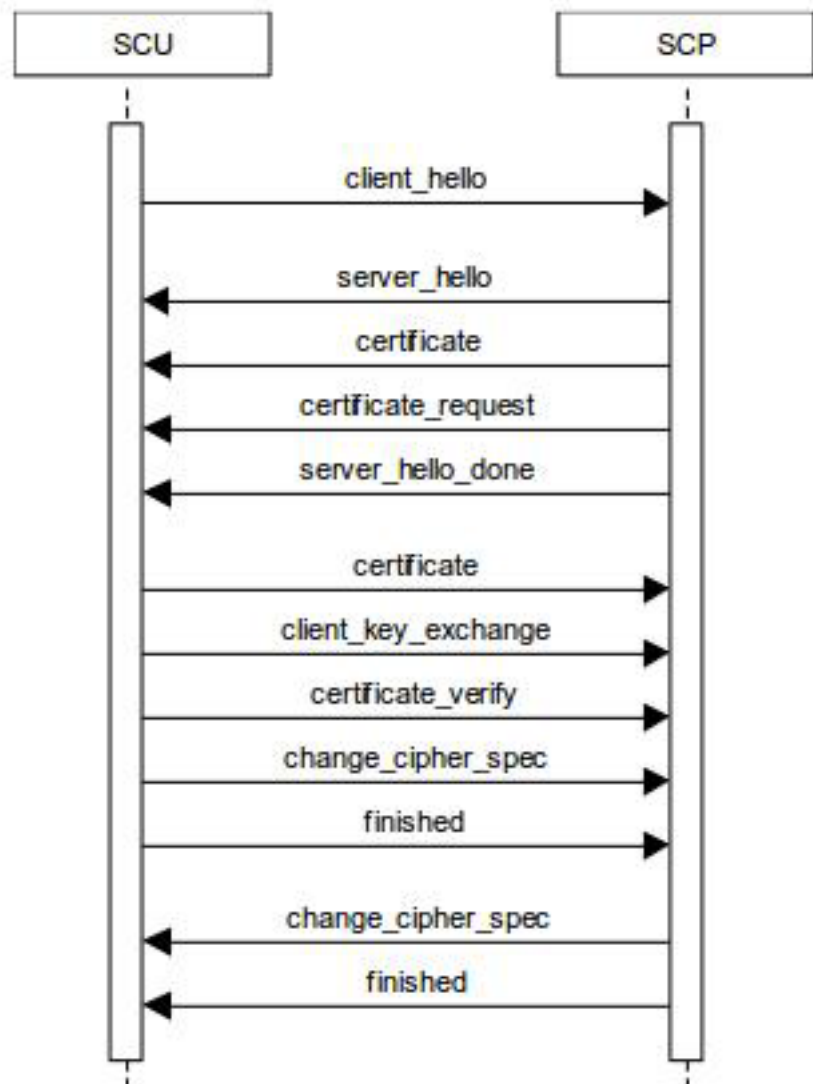 SCU
SCP
client_hello
server_hello
certificate
certificate_request
server_hello_done
certificate
client_key_exchange
certificate_verify
change_cipher_spec
finished
change_cipher_spec
finished